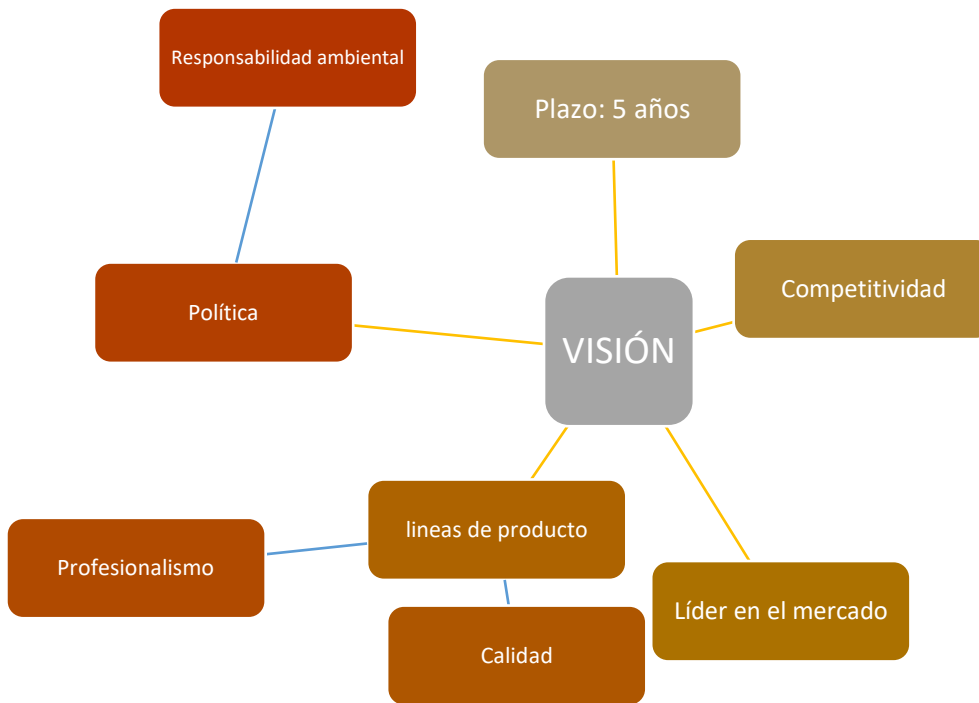 Responsabilidad ambiental
Plazo: 5 años
Competitividad
Política
VISIÓN
lineas de producto
Profesionalismo
Líder en el mercado
Calidad